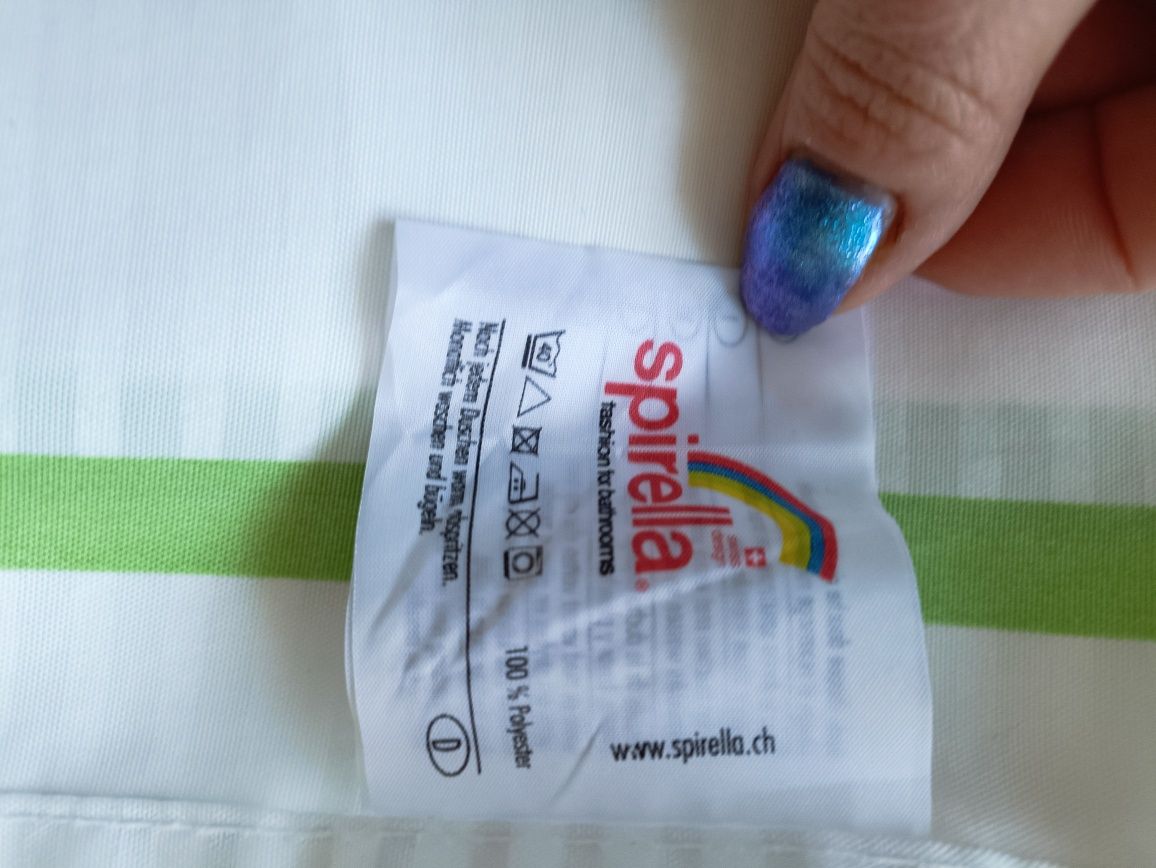 spirella®
fashion for bathrooms
swiss
design
www.spirella.ch
40°
100 % Polyester
Nach jedem Duschen warm abspritzen.
Monatlich waschen und bügeln.
D